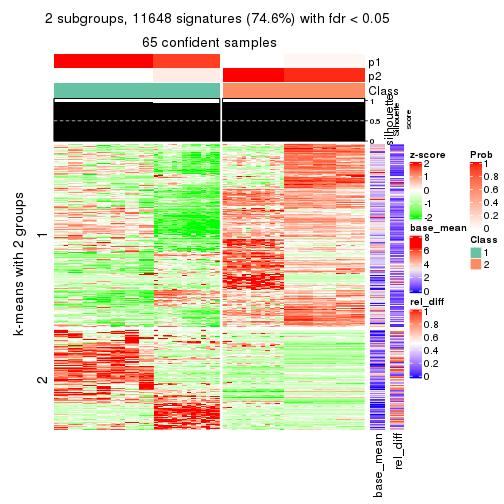 2 subgroups, 11648 signatures (74.6%) with fdr < 0.05
65 confident samples
p1
p2
Class
silhouette
1
0.5
0
Silhouette
score
k-means with 2 groups
1
2
base_mean
rel_diff
z-score
2
1
0
-1
-2
base_mean
8
6
4
2
0
rel_diff
1
0.8
0.6
0.4
0.2
0
Prob
1
0.8
0.6
0.4
0.2
0
Class
1
2